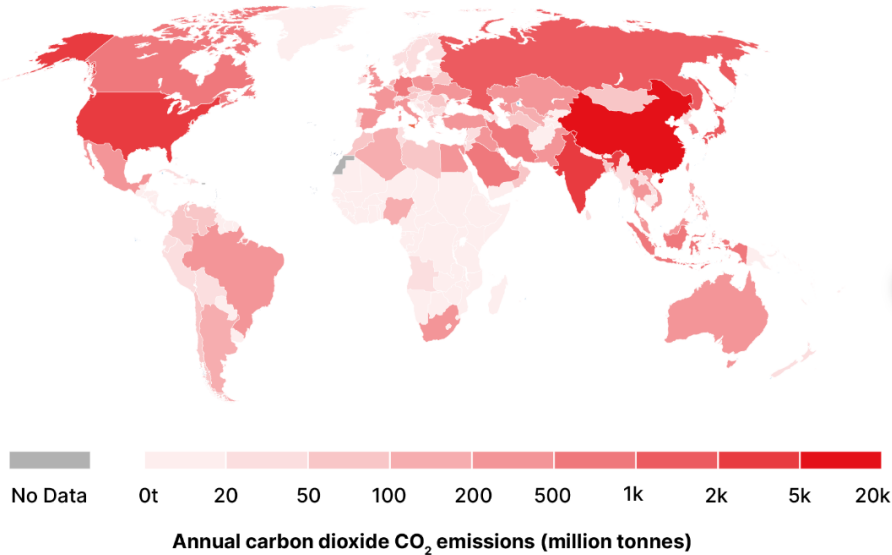 No Data 0t 20 50 100 200 500 1k 2k 5k 20k
Annual carbon dioxide CO₂ emissions (million tonnes)